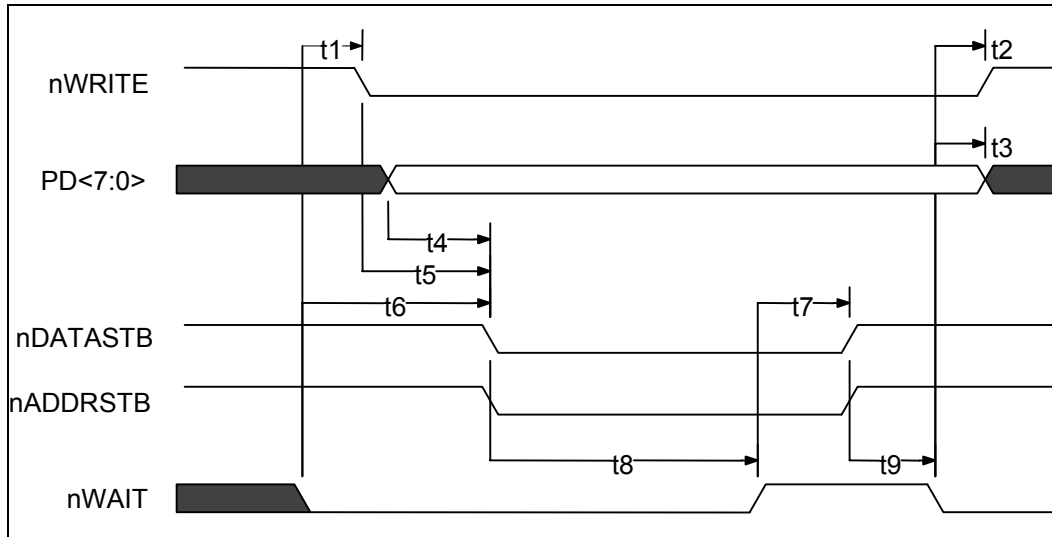 t1 t2
nWRITE
t3
PD<7:0>
t4
t5
t6 t7
nDATASTB
nADDRSTB
t8 t9
nWAIT